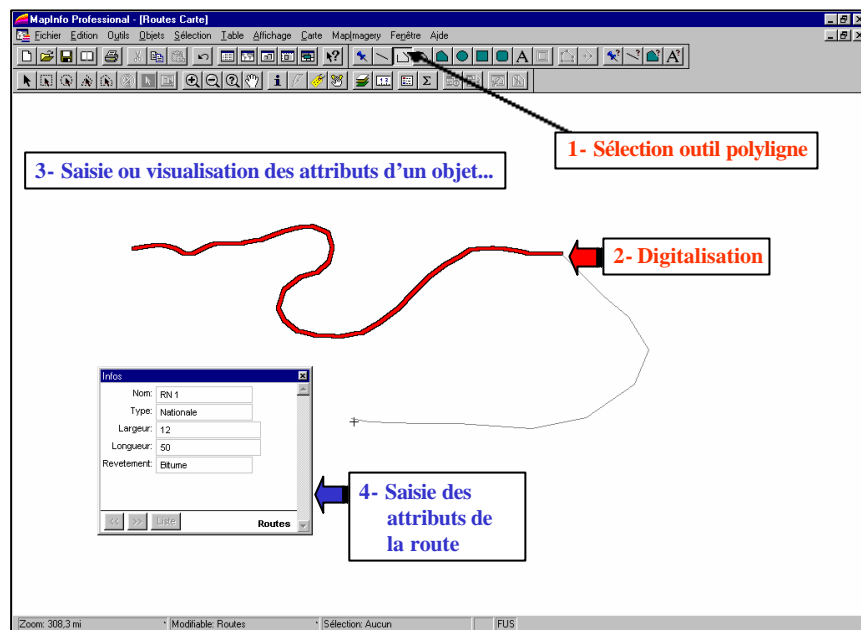 MapInfo Professional - [Routes Carte]
Fichier Edition Outils Objets Sélection Table Affichage Carte MapImagery Fenêtre Aide
1- Sélection outil polyligne
3- Saisie ou visualisation des attributs d'un objet...
2- Digitalisation
Infos
Nom: RN 1
Type: Nationale
Largeur: 12
Longueur: 50
Revetement: Bitume
<< >> Liste
Routes
4- Saisie des
attributs de
la route
Zoom: 308,3 mi
Modifiable: Routes
Sélection: Aucun
FUS